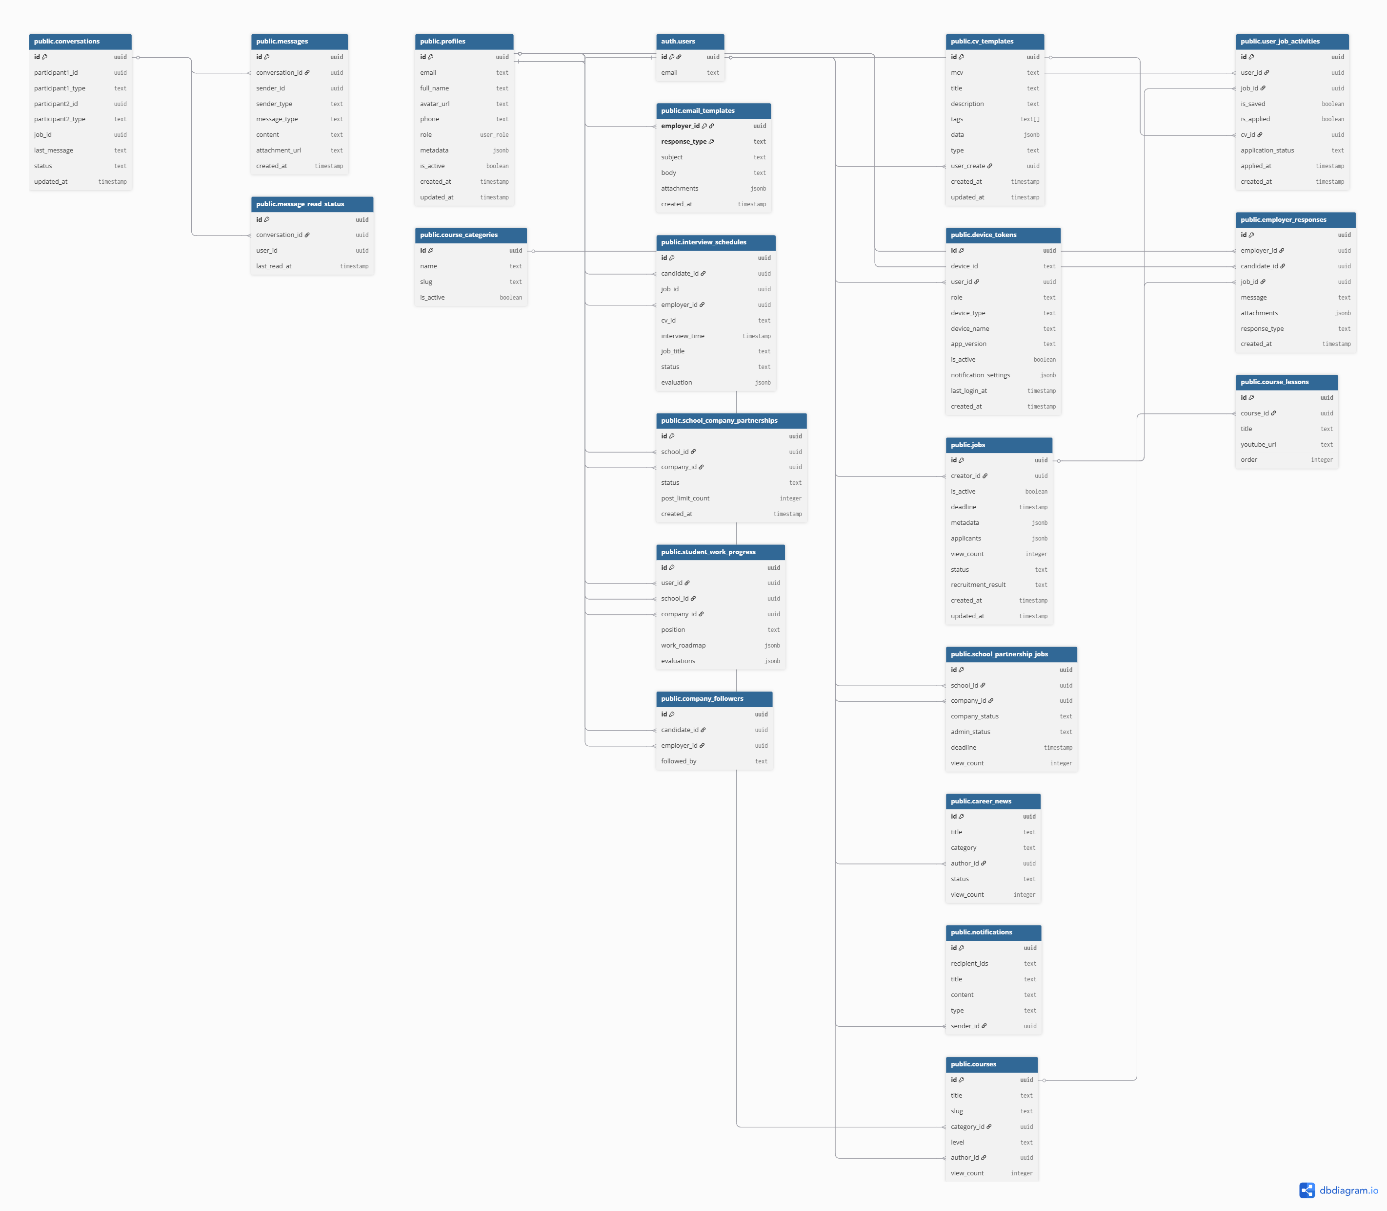 public.conversations
id uuid
participant1_id uuid
participant1_type text
participant2_id uuid
participant2_type text
job_id uuid
last_message text
status text
updated_at timestamp
public.messages
id uuid
conversation_id uuid
sender_id uuid
sender_type text
message_type text
content text
attachment_url text
created_at timestamp
public.message_read_status
id uuid
conversation_id uuid
user_id uuid
last_read_at timestamp
public.profiles
id uuid
email text
full_name text
avatar_url text
phone text
role user_role
metadata jsonb
is_active boolean
created_at timestamp
updated_at timestamp
public.course_categories
id uuid
name text
slug text
is_active boolean
auth.users
id uuid
email text
public.email_templates
employer_id uuid
response_type text
subject text
body text
attachments jsonb
created_at timestamp
public.interview_schedules
id uuid
candidate_id uuid
job_id uuid
employer_id uuid
cv_id text
interview_time timestamp
job_title text
status text
evaluation jsonb
public.school_company_partnerships
id uuid
school_id uuid
company_id uuid
status text
post_limit_count integer
created_at timestamp
public.student_work_progress
id uuid
user_id uuid
school_id uuid
company_id uuid
position text
work_roadmap jsonb
evaluations jsonb
public.company_followers
id uuid
candidate_id uuid
employer_id uuid
followed_by text
public.cv_templates
id uuid
mcv text
title text
description text
tags text[]
data jsonb
type text
user_create uuid
created_at timestamp
updated_at timestamp
public.device_tokens
id uuid
device_id text
user_id uuid
role text
device_type text
device_name text
app_version text
is_active boolean
notification_settings jsonb
last_login_at timestamp
created_at timestamp
public.jobs
id uuid
creator_id uuid
is_active boolean
deadline timestamp
metadata jsonb
applicants jsonb
view_count integer
status text
recruitment_result text
created_at timestamp
updated_at timestamp
public.school_partnership_jobs
id uuid
school_id uuid
company_id uuid
company_status text
admin_status text
deadline timestamp
view_count integer
public.career_news
id uuid
title text
category text
author_id uuid
status text
view_count integer
public.notifications
id uuid
recipient_ids text
title text
content text
type text
sender_id uuid
public.courses
id uuid
title text
slug text
category_id uuid
level text
author_id uuid
view_count integer
public.user_job_activities
id uuid
user_id uuid
job_id uuid
is_saved boolean
is_applied boolean
cv_id uuid
application_status text
applied_at timestamp
created_at timestamp
public.employer_responses
id uuid
employer_id uuid
candidate_id uuid
job_id uuid
message text
attachments jsonb
response_type text
created_at timestamp
public.course_lessons
id uuid
course_id uuid
title text
youtube_url text
order integer
dbdiagram.io